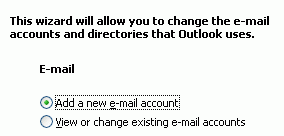 This wizard will allow you to change the e-mail
accounts and directories that Outlook uses.
E-mail
Add a new e-mail account
View or change existing e-mail accounts